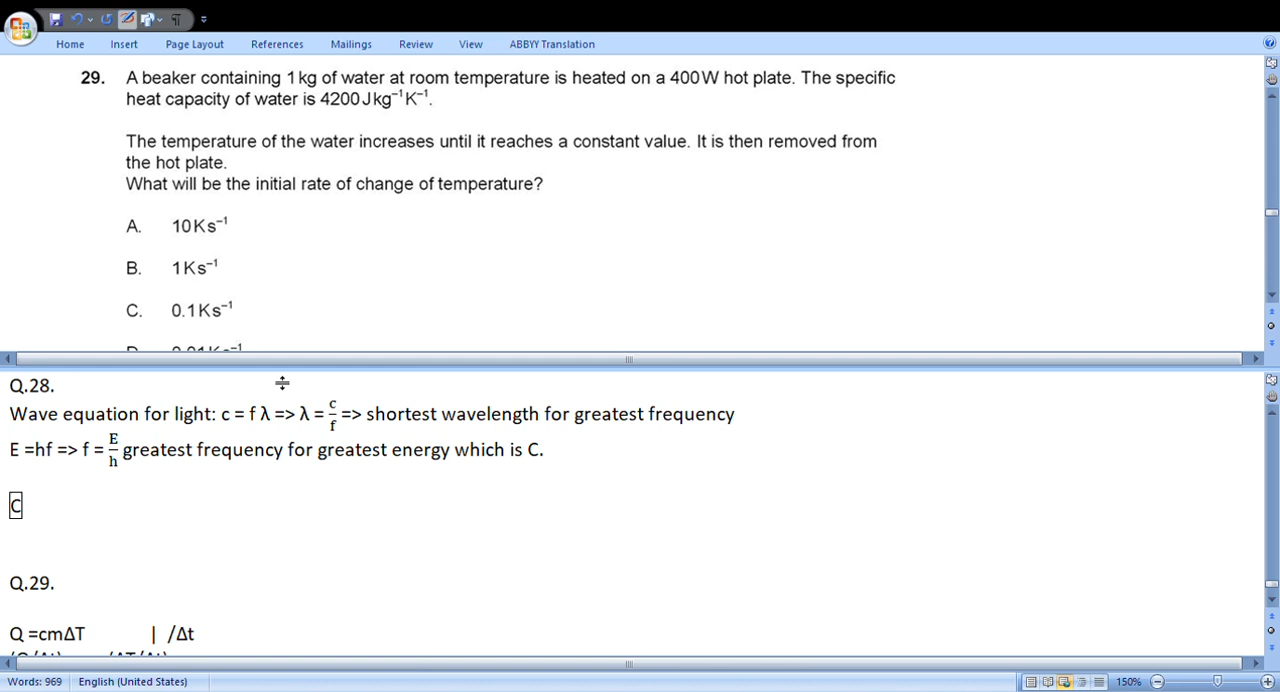 Home Insert Page Layout References Mailings Review View ABBYY Translation
29. A beaker containing 1 kg of water at room temperature is heated on a 400 W hot plate. The specific
heat capacity of water is 4200 J kg⁻¹ K⁻¹.
The temperature of the water increases until it reaches a constant value. It is then removed from
the hot plate.
What will be the initial rate of change of temperature?
A. 10 K s⁻¹
B. 1 K s⁻¹
C. 0.1 K s⁻¹
Q.28.
Wave equation for light: c = f λ => λ = c/f => shortest wavelength for greatest frequency
E =hf => f = E/h greatest frequency for greatest energy which is C.
C
Q.29.
Q =cmΔT | /Δt
Words: 969 English (United States) 150%